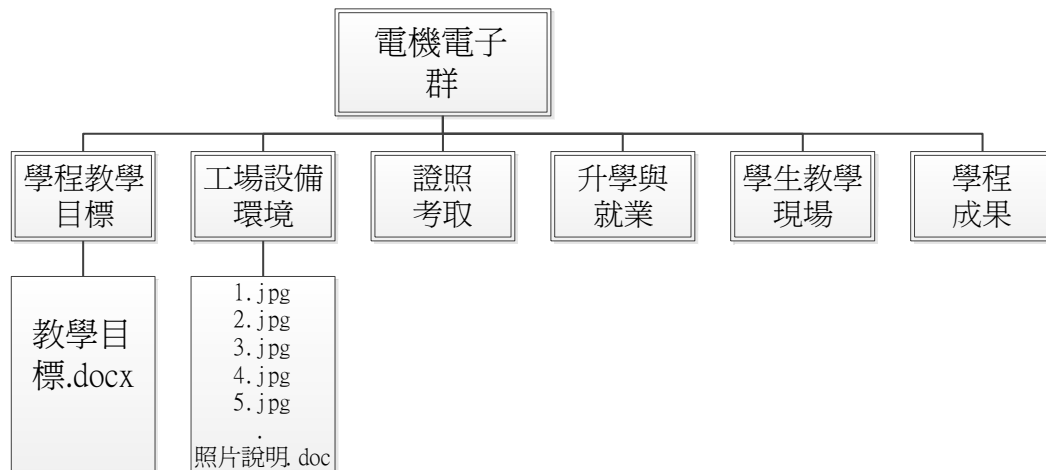 電機電子
群
學程教學
目標
工場設備
環境
證照
考取
升學與
就業
學生教學
現場
學程
成果
教學目
標.docx
1.jpg
2.jpg
3.jpg
4.jpg
5.jpg
.
照片說明.doc